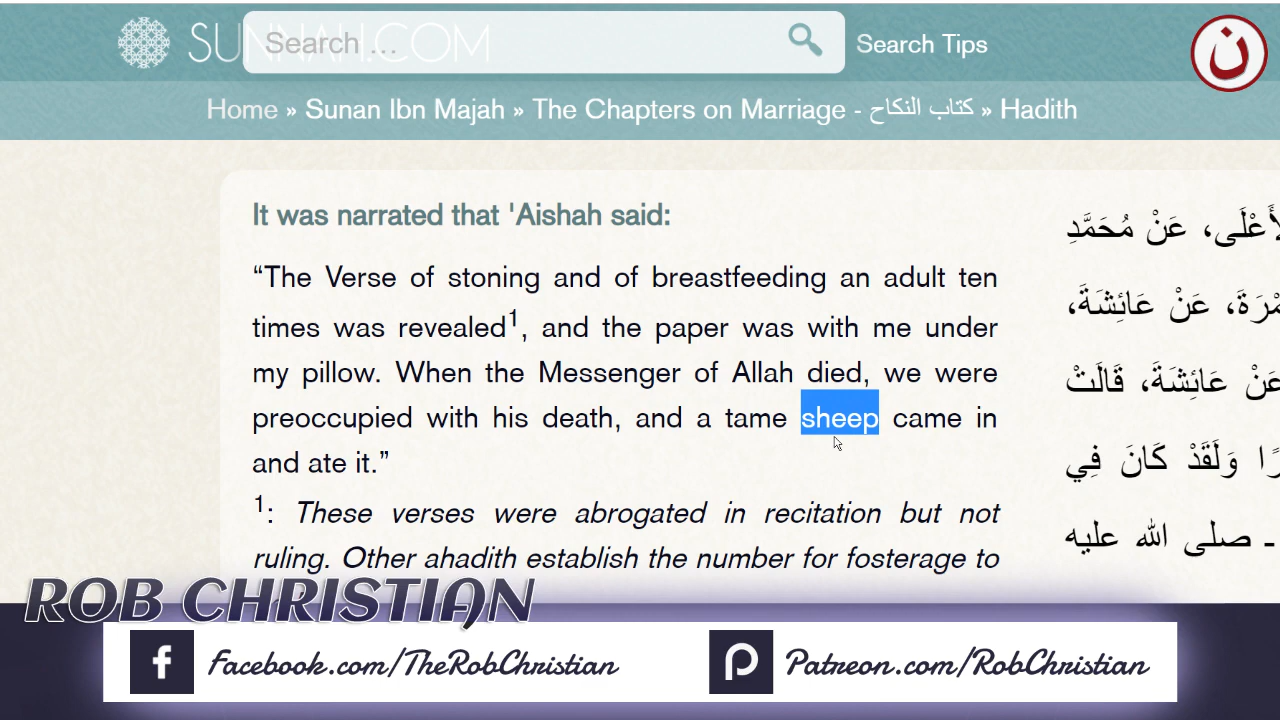 SUNNAH.COM
Search ...
Search Tips
ن
Home » Sunan Ibn Majah » The Chapters on Marriage - كتاب النكاح » Hadith
It was narrated that 'Aishah said:
“The Verse of stoning and of breastfeeding an adult ten
times was revealed1, and the paper was with me under
my pillow. When the Messenger of Allah died, we were
preoccupied with his death, and a tame sheep came in
and ate it.”
1: These verses were abrogated in recitation but not
ruling. Other ahadith establish the number for fosterage to
لأَعْلَى، عَنْ مُحَمَّدِ
عَنْ عَائِشَةَ،
عَنْ عَائِشَةَ، قَالَتْ
وَلَقَدْ كَانَ فِي
ـ صلى الله عليه
ROB CHRISTIAN
f Facebook.com/TheRobChristian
Patreon.com/RobChristian